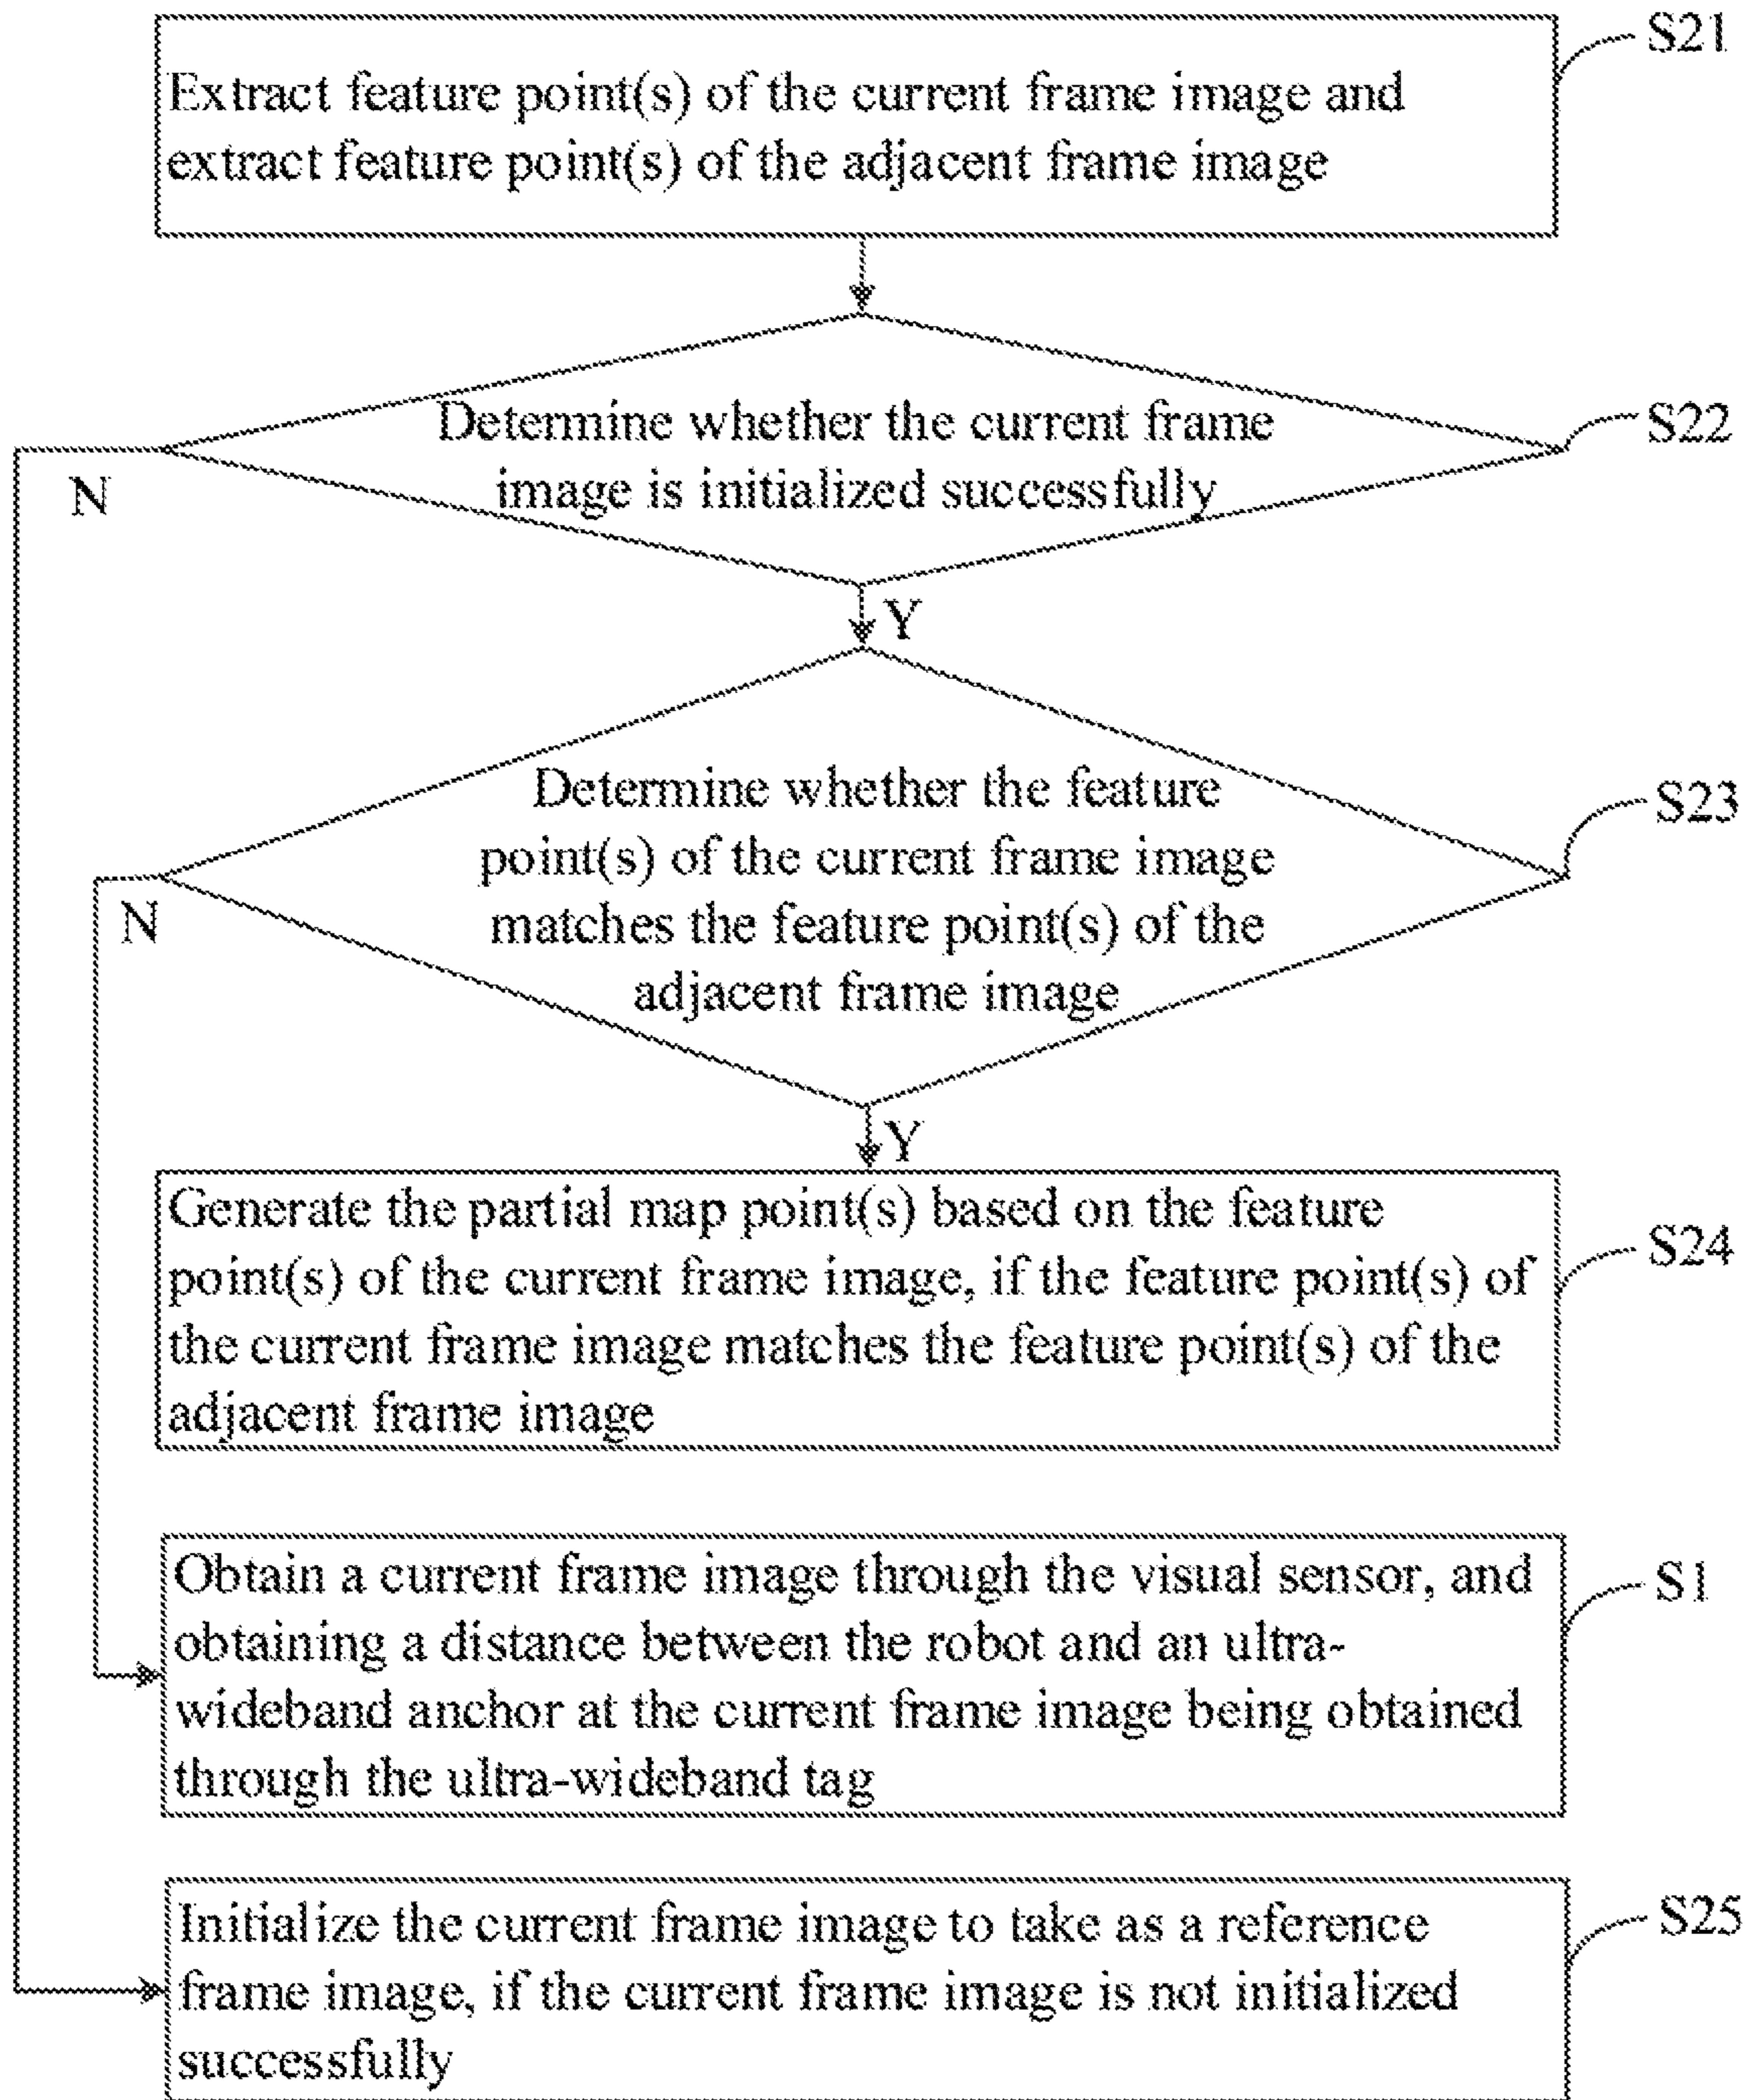 S21
Extract feature point(s) of the current frame image and
extract feature point(s) of the adjacent frame image
Determine whether the current frame
image is initialized successfully
S22
N
Y
Determine whether the feature
point(s) of the current frame image
matches the feature point(s) of the
adjacent frame image
S23
N
Y
Generate the partial map point(s) based on the feature
point(s) of the current frame image, if the feature point(s) of
the current frame image matches the feature point(s) of the
adjacent frame image
S24
Obtain a current frame image through the visual sensor, and
obtaining a distance between the robot and an ultra-
wideband anchor at the current frame image being obtained
through the ultra-wideband tag
S1
Initialize the current frame image to take as a reference
frame image, if the current frame image is not initialized
successfully
S25